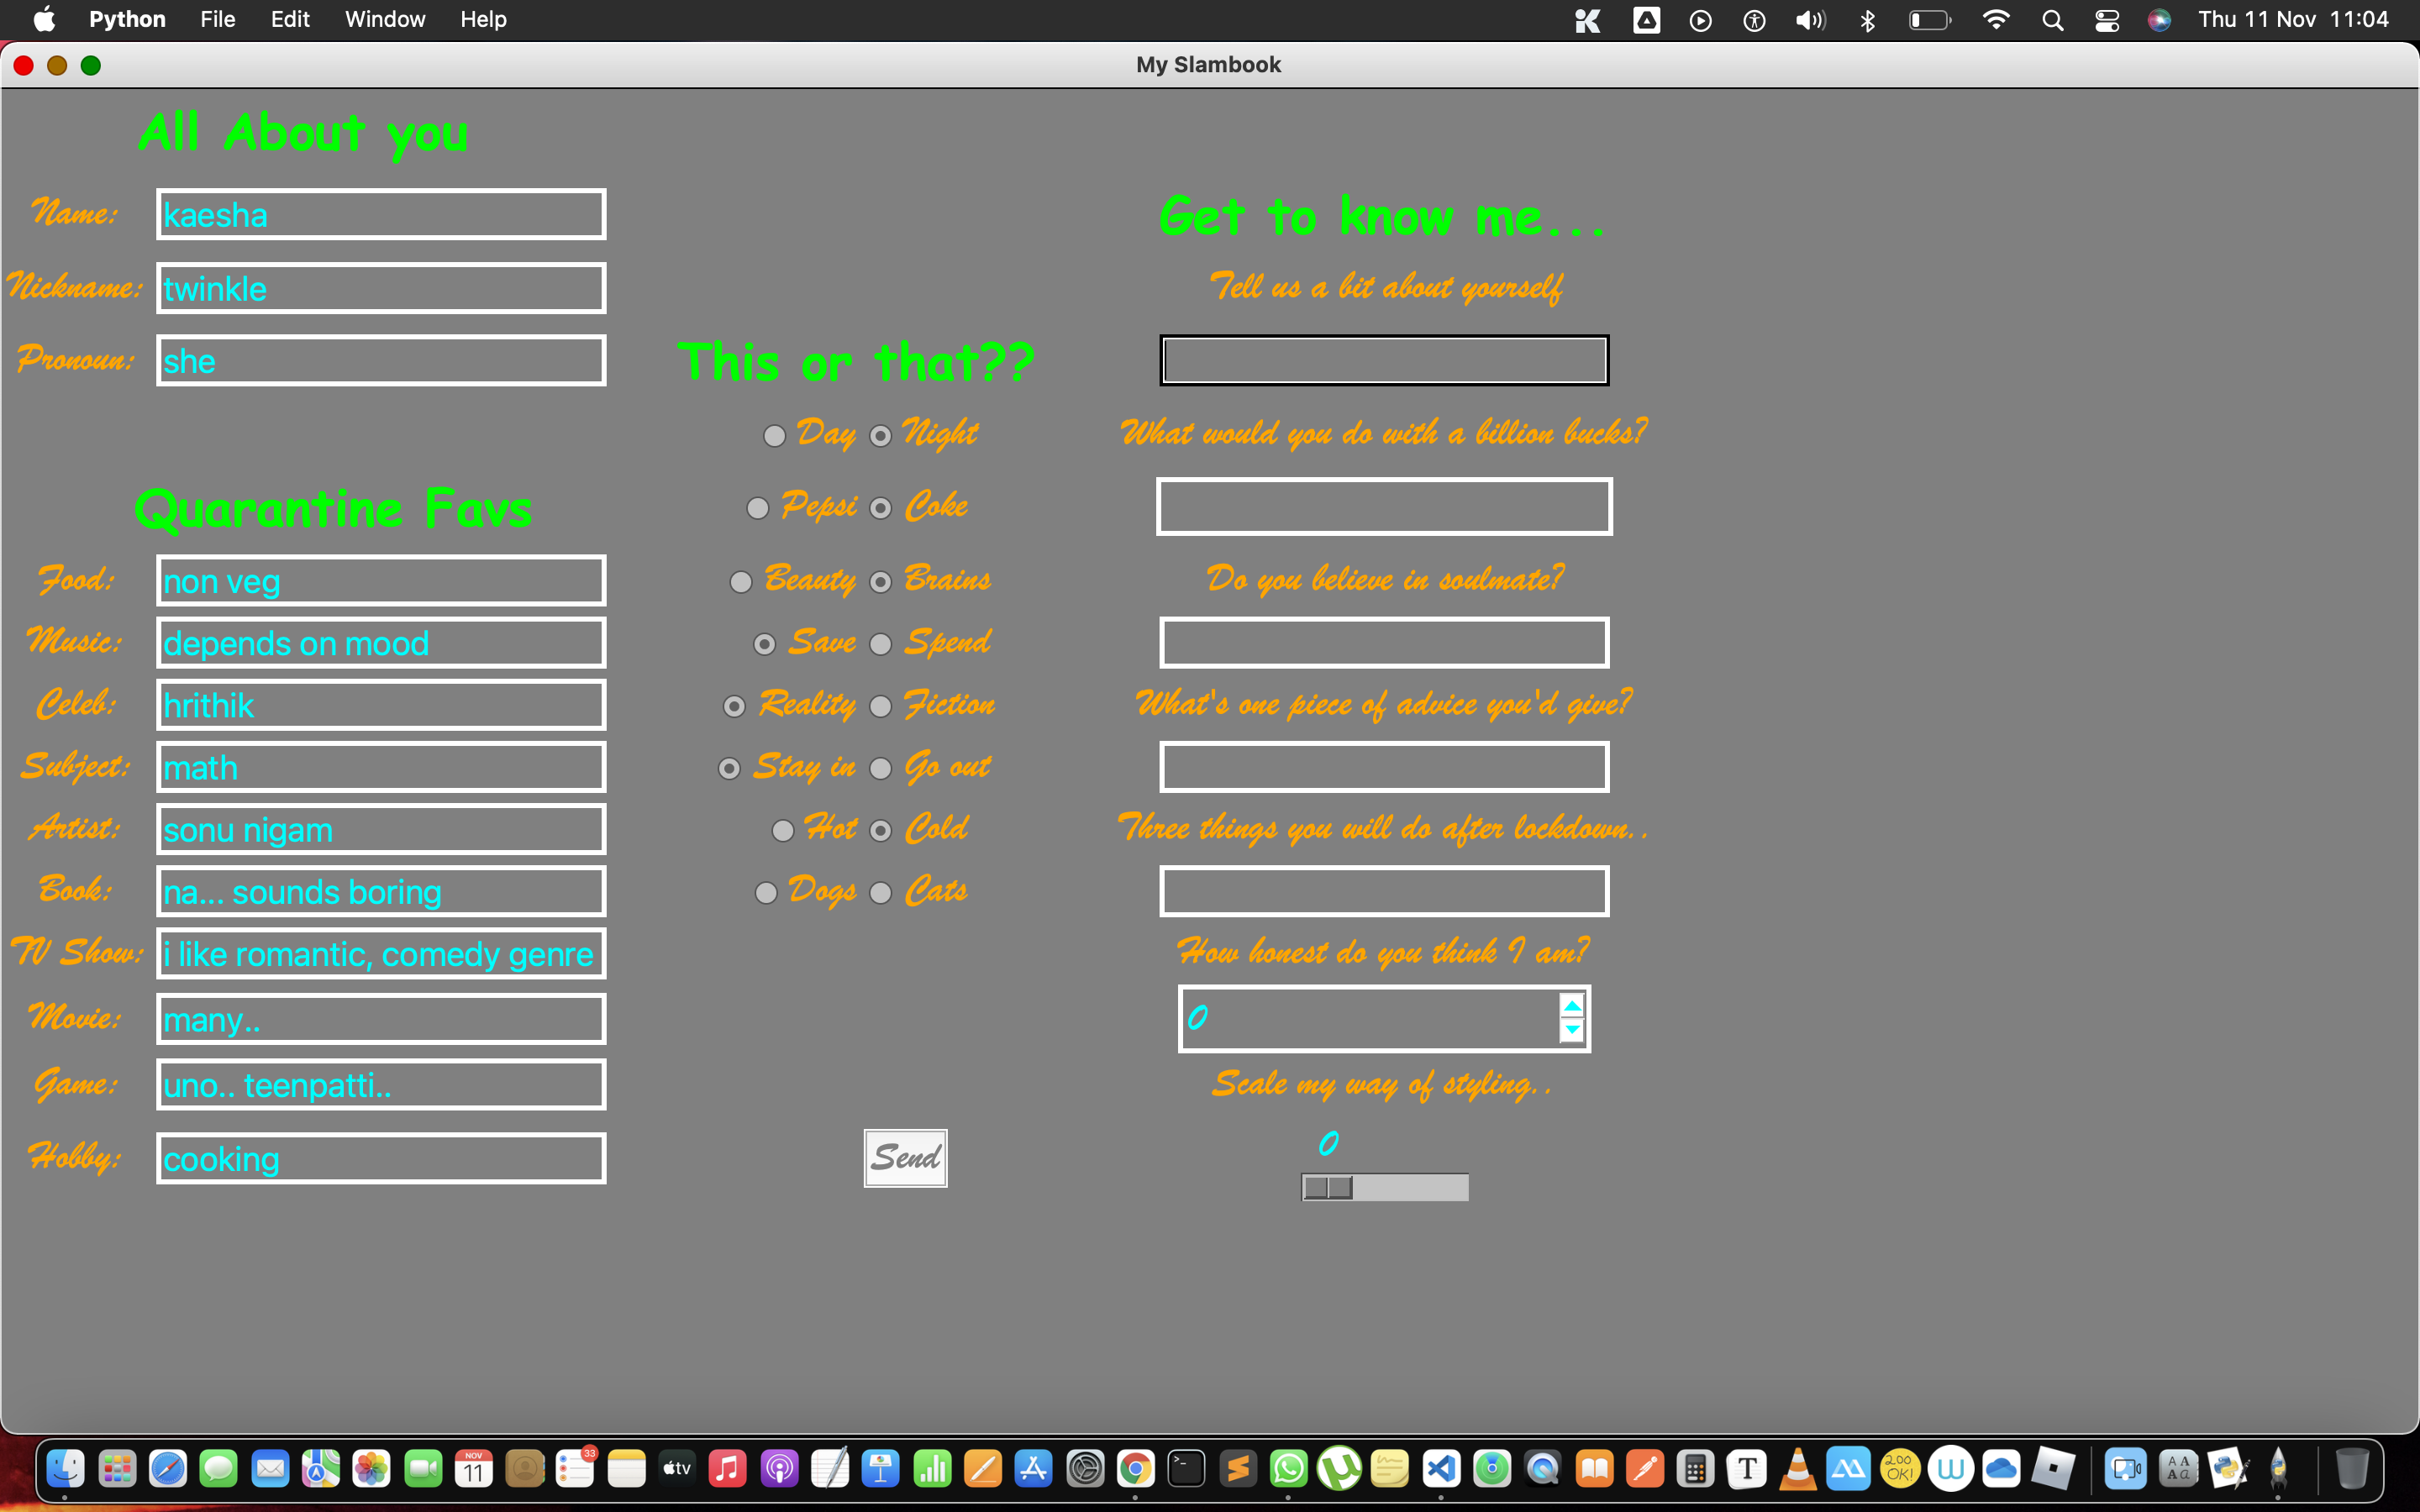 Python File Edit Window Help Thu 11 Nov 11:04
My Slambook
All About you
Name: kaesha
Nickname: twinkle
Pronoun: she
Quarantine Favs
Food: non veg
Music: depends on mood
Celeb: hrithik
Subject: math
Artist: sonu nigam
Book: na... sounds boring
TV Show: i like romantic, comedy genre
Movie: many..
Game: uno.. teenpatti..
Hobby: cooking
This or that??
Day Night
Pepsi Coke
Beauty Brains
Save Spend
Reality Fiction
Stay in Go out
Hot Cold
Dogs Cats
Send
Get to know me...
Tell us a bit about yourself
What would you do with a billion bucks?
Do you believe in soulmate?
What's one piece of advice you'd give?
Three things you will do after lockdown..
How honest do you think I am?
0
Scale my way of styling..
0
NOV
11
33
tv
200
OK!